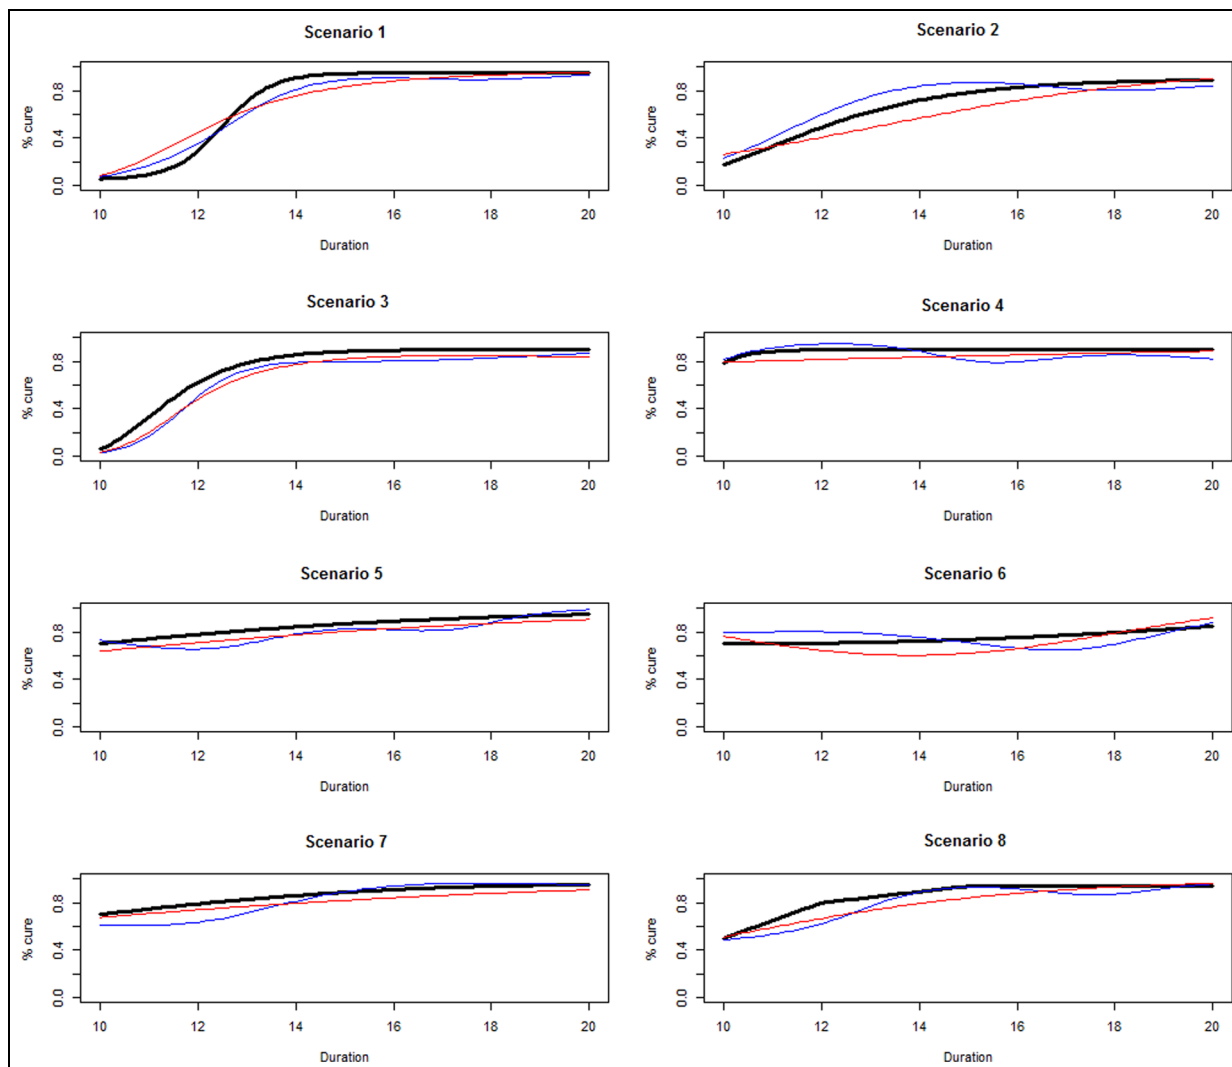 Scenario 1
% cure
0.0 0.4 0.8
10 12 14 16 18 20
Duration
Scenario 2
% cure
0.0 0.4 0.8
10 12 14 16 18 20
Duration
Scenario 3
% cure
0.0 0.4 0.8
10 12 14 16 18 20
Duration
Scenario 4
% cure
0.0 0.4 0.8
10 12 14 16 18 20
Duration
Scenario 5
% cure
0.0 0.4 0.8
10 12 14 16 18 20
Duration
Scenario 6
% cure
0.0 0.4 0.8
10 12 14 16 18 20
Duration
Scenario 7
% cure
0.0 0.4 0.8
10 12 14 16 18 20
Duration
Scenario 8
% cure
0.0 0.4 0.8
10 12 14 16 18 20
Duration